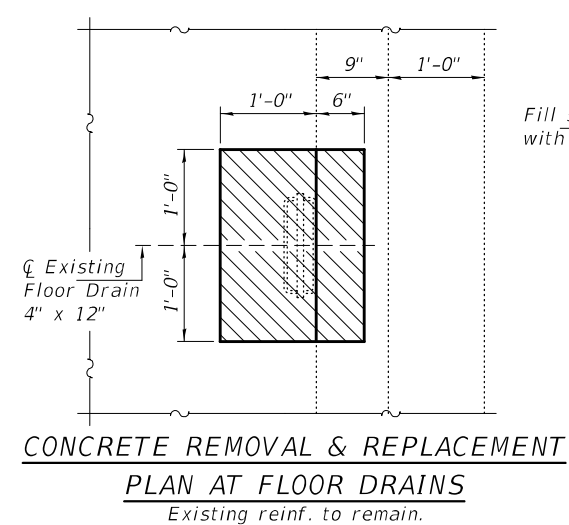 9"
1'-0"
1'-0"
6"
Fill
with
1'-0"
1'-0"
℄ Existing
Floor Drain
4" x 12"
CONCRETE REMOVAL & REPLACEMENT
PLAN AT FLOOR DRAINS
Existing reinf. to remain.